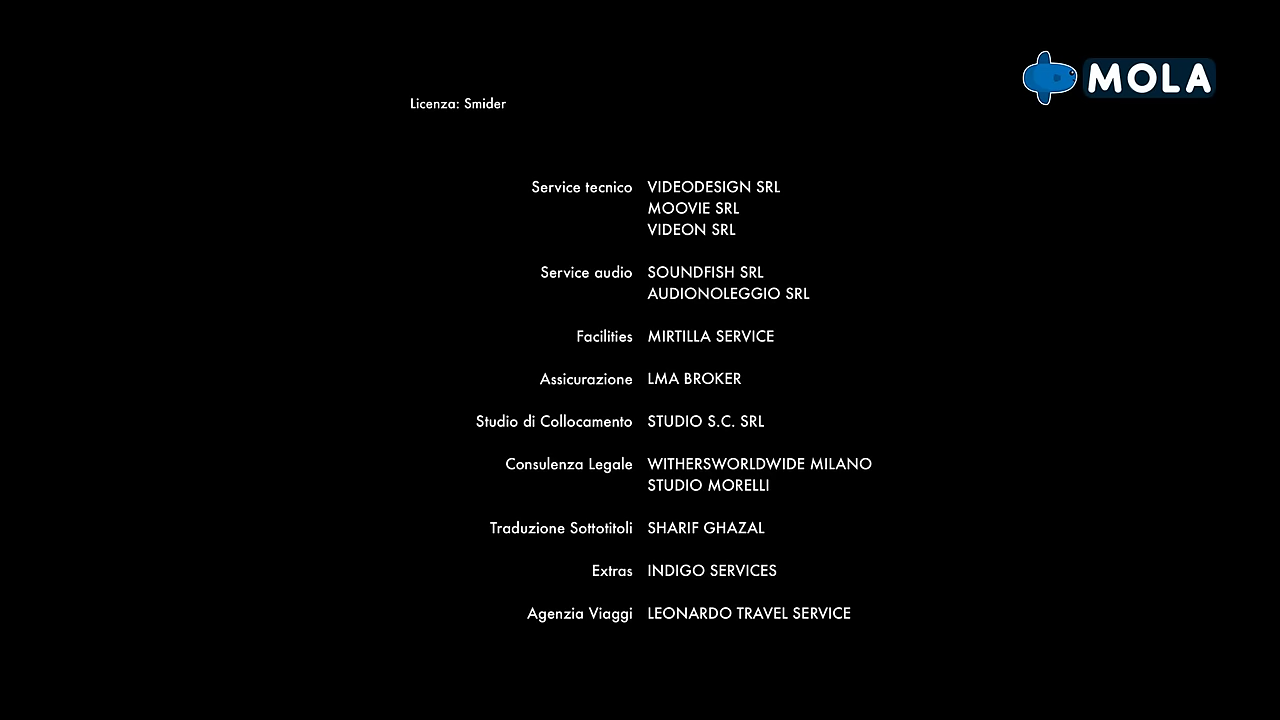 MOLA
Licenza: Smider
Service tecnico VIDEODESIGN SRL
MOOVIE SRL
VIDEON SRL
Service audio SOUNDFISH SRL
AUDIONOLEGGIO SRL
Facilities MIRTILLA SERVICE
Assicurazione LMA BROKER
Studio di Collocamento STUDIO S.C. SRL
Consulenza Legale WITHERSWORLDWIDE MILANO
STUDIO MORELLI
Traduzione Sottotitoli SHARIF GHAZAL
Extras INDIGO SERVICES
Agenzia Viaggi LEONARDO TRAVEL SERVICE